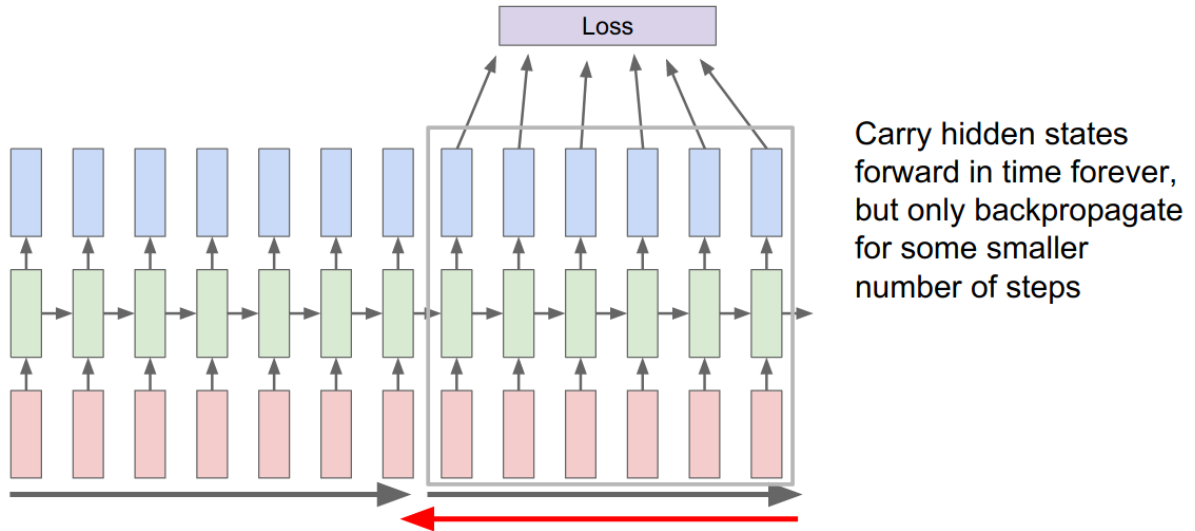 Loss
Carry hidden states
forward in time forever,
but only backpropagate
for some smaller
number of steps